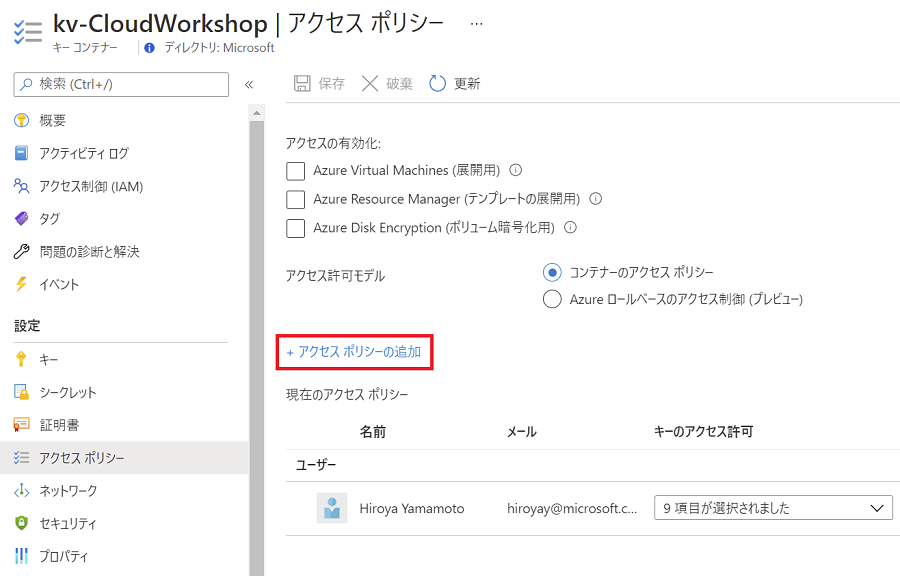 kv-CloudWorkshop | アクセス ポリシー ...
キー コンテナー ディレクトリ: Microsoft
検索 (Ctrl+/)
«
保存 破棄 更新
概要
アクティビティ ログ
アクセス制御 (IAM)
タグ
問題の診断と解決
イベント
設定
キー
シークレット
証明書
アクセス ポリシー
ネットワーク
セキュリティ
プロパティ
アクセスの有効化:
Azure Virtual Machines (展開用)
Azure Resource Manager (テンプレートの展開用)
Azure Disk Encryption (ボリューム暗号化用)
アクセス許可モデル
コンテナーのアクセス ポリシー
Azure ロールベースのアクセス制御 (プレビュー)
+ アクセス ポリシーの追加
現在のアクセス ポリシー
名前 メール キーのアクセス許可
ユーザー
Hiroya Yamamoto hiroyay@microsoft.c... 9 項目が選択されました